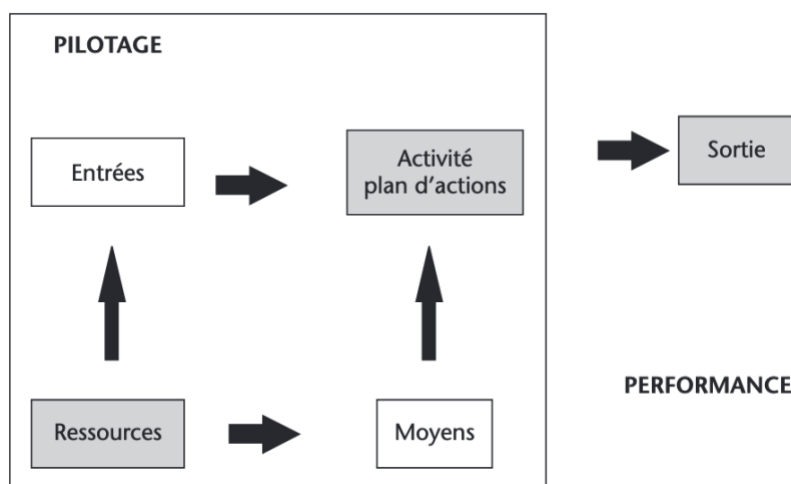 PILOTAGE
Entrées
Activité
plan d’actions
Sortie
PERFORMANCE
Ressources
Moyens